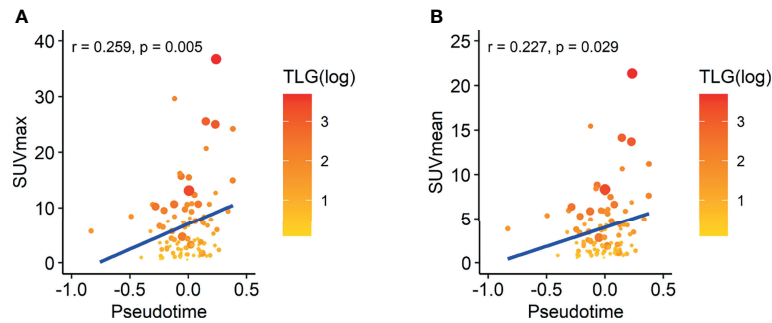 A
r = 0.259, p = 0.005
SUVmax
40
30
20
10
0
-1.0 -0.5 0.0 0.5
Pseudotime
TLG(log)
3
2
1
B
r = 0.227, p = 0.029
SUVmean
25
20
15
10
5
0
-1.0 -0.5 0.0 0.5
Pseudotime
TLG(log)
3
2
1